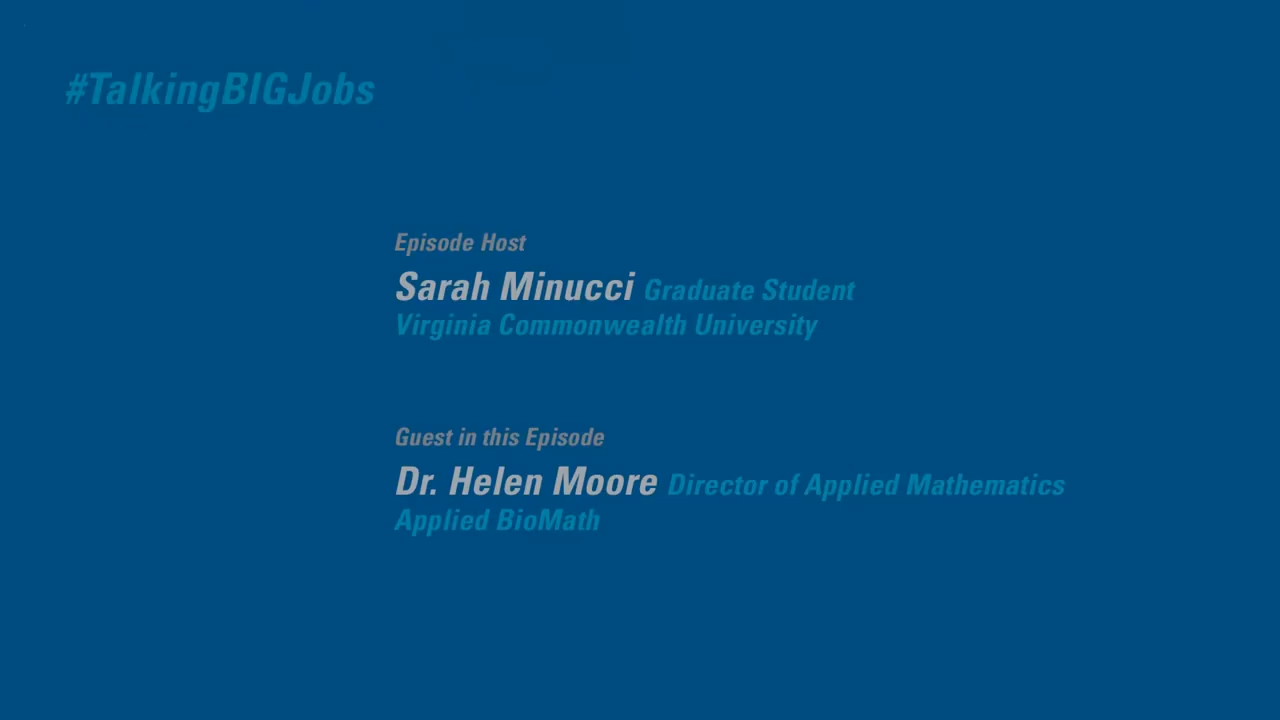 #TalkingBIGJobs
Episode Host
Sarah Minucci Graduate Student
Virginia Commonwealth University
Guest in this Episode
Dr. Helen Moore Director of Applied Mathematics
Applied BioMath